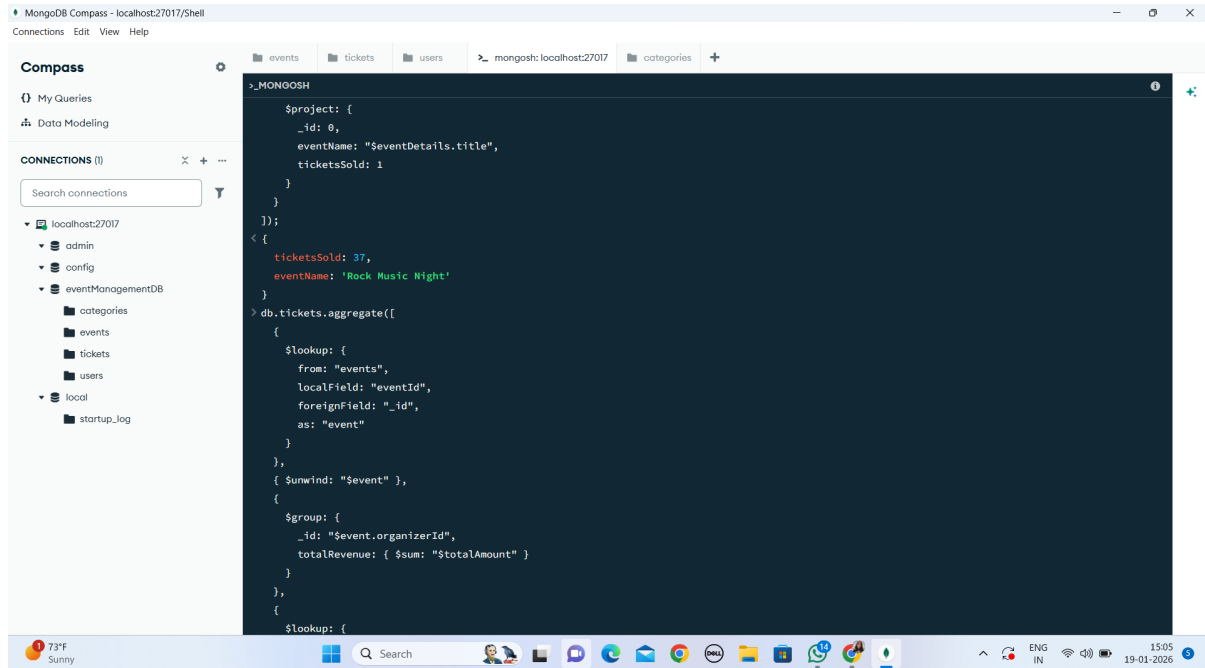 MongoDB Compass - localhost:27017/Shell
Connections Edit View Help
Compass
My Queries
Data Modeling
CONNECTIONS (1)
Search connections
localhost:27017
admin
config
eventManagementDB
categories
events
tickets
users
local
startup_log
events tickets users >_ mongosh: localhost:27017 categories +
>_MONGOSH
$project: {
_id: 0,
eventName: "$eventDetails.title",
ticketsSold: 1
}
}
]);
< {
ticketsSold: 37,
eventName: 'Rock Music Night'
}
> db.tickets.aggregate([
{
$lookup: {
from: "events",
localField: "eventId",
foreignField: "_id",
as: "event"
}
},
{ $unwind: "$event" },
{
$group: {
_id: "$event.organizerId",
totalRevenue: { $sum: "$totalAmount" }
}
},
{
$lookup: {
1
73°F
Sunny
Search
DELL
99
ENG
IN
15:05
19-01-2026
5